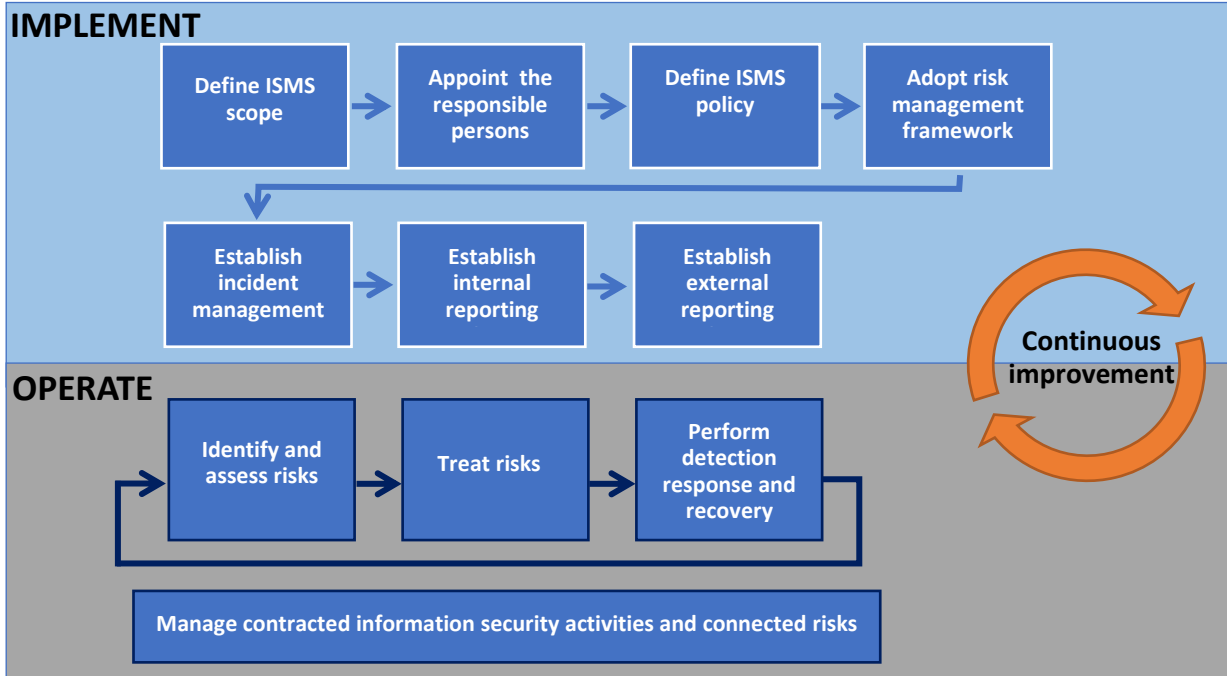 IMPLEMENT
Define ISMS
scope
Appoint the
responsible
persons
Define ISMS
policy
Adopt risk
management
framework
Establish
incident
management
Establish
internal
reporting
Establish
external
reporting
Continuous
improvement
OPERATE
Identify and
assess risks
Treat risks
Perform
detection
response and
recovery
Manage contracted information security activities and connected risks